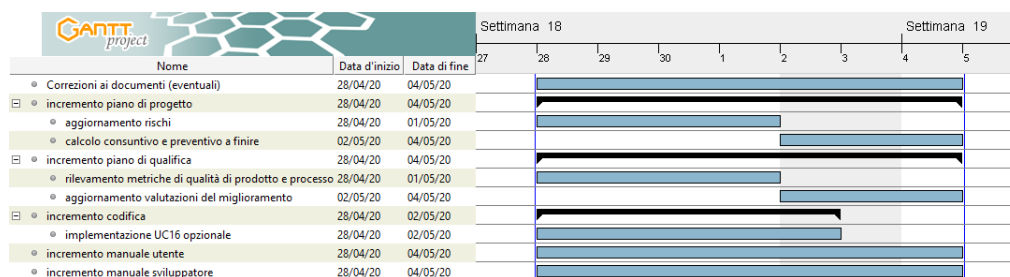 GANTT
project
Settimana 18
Settimana 19
27 28 29 30 1 2 3 4 5
Nome Data d'inizio Data di fine
Correzioni ai documenti (eventuali) 28/04/20 04/05/20
incremento piano di progetto 28/04/20 04/05/20
aggiornamento rischi 28/04/20 01/05/20
calcolo consuntivo e preventivo a finire 02/05/20 04/05/20
incremento piano di qualifica 28/04/20 04/05/20
rilevamento metriche di qualità di prodotto e processo 28/04/20 01/05/20
aggiornamento valutazioni del miglioramento 02/05/20 04/05/20
incremento codifica 28/04/20 02/05/20
implementazione UC16 opzionale 28/04/20 02/05/20
incremento manuale utente 28/04/20 04/05/20
incremento manuale sviluppatore 28/04/20 04/05/20